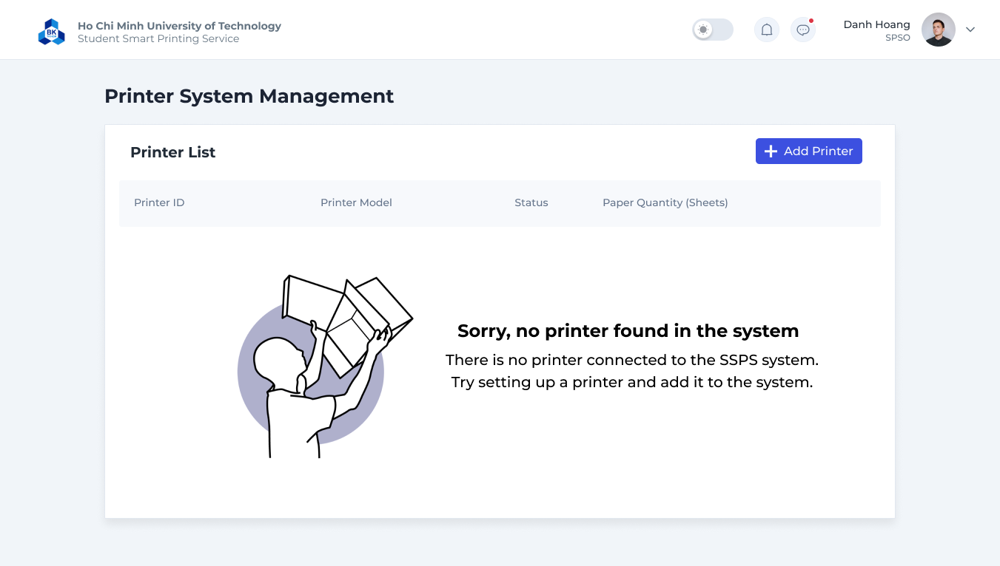 BK
Ho Chi Minh University of Technology
Student Smart Printing Service
Danh Hoang
SPSO
Printer System Management
Printer List
Add Printer
Printer ID
Printer Model
Status
Paper Quantity (Sheets)
Sorry, no printer found in the system
There is no printer connected to the SSPS system.
Try setting up a printer and add it to the system.